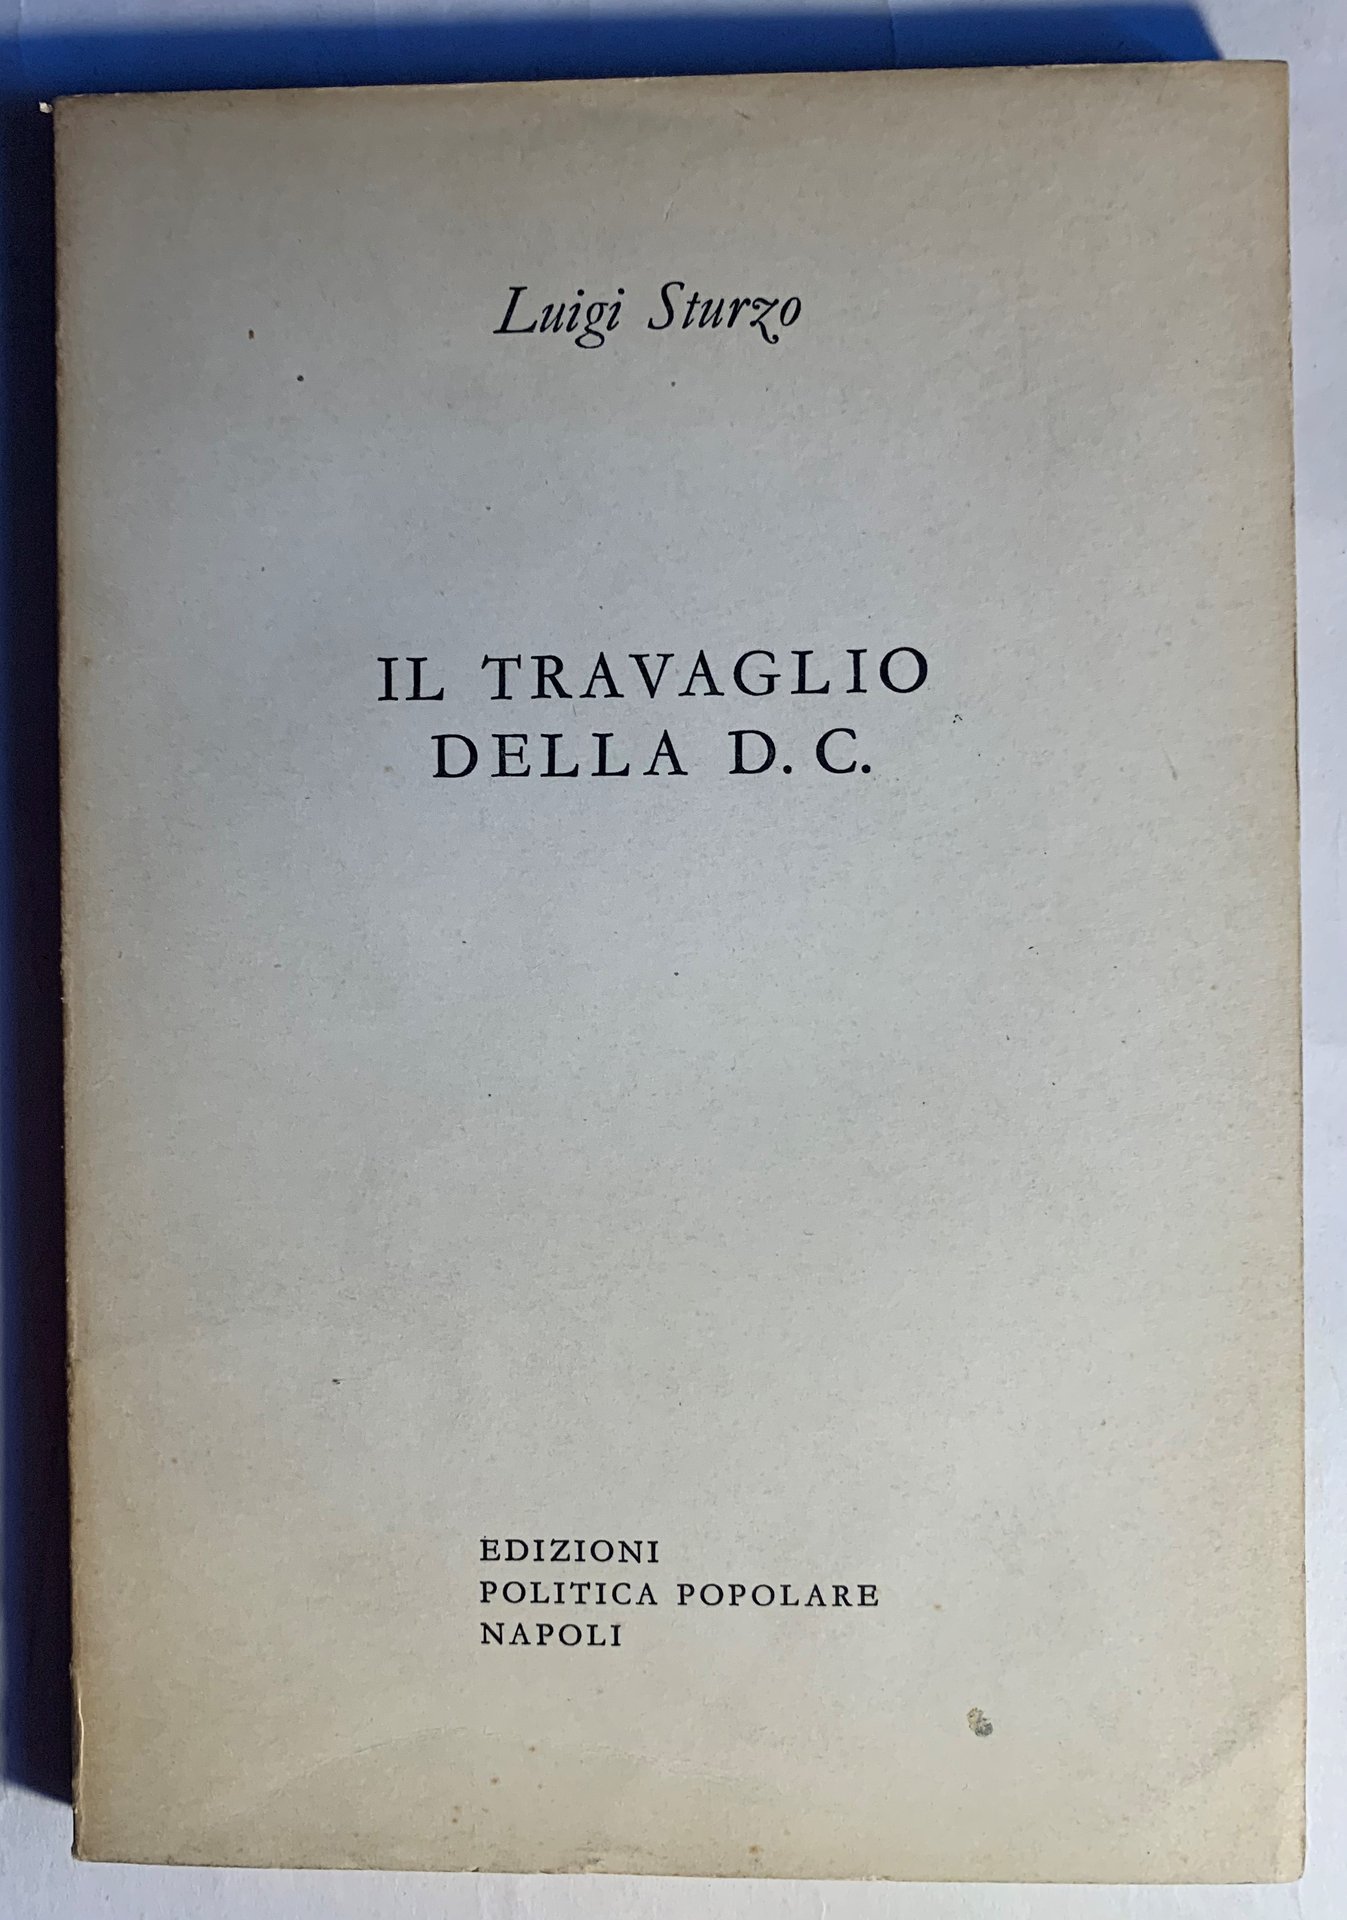 Luigi Sturzo
IL TRAVAGLIO
DELLA D. C.
EDIZIONI
POLITICA POPOLARE
NAPOLI